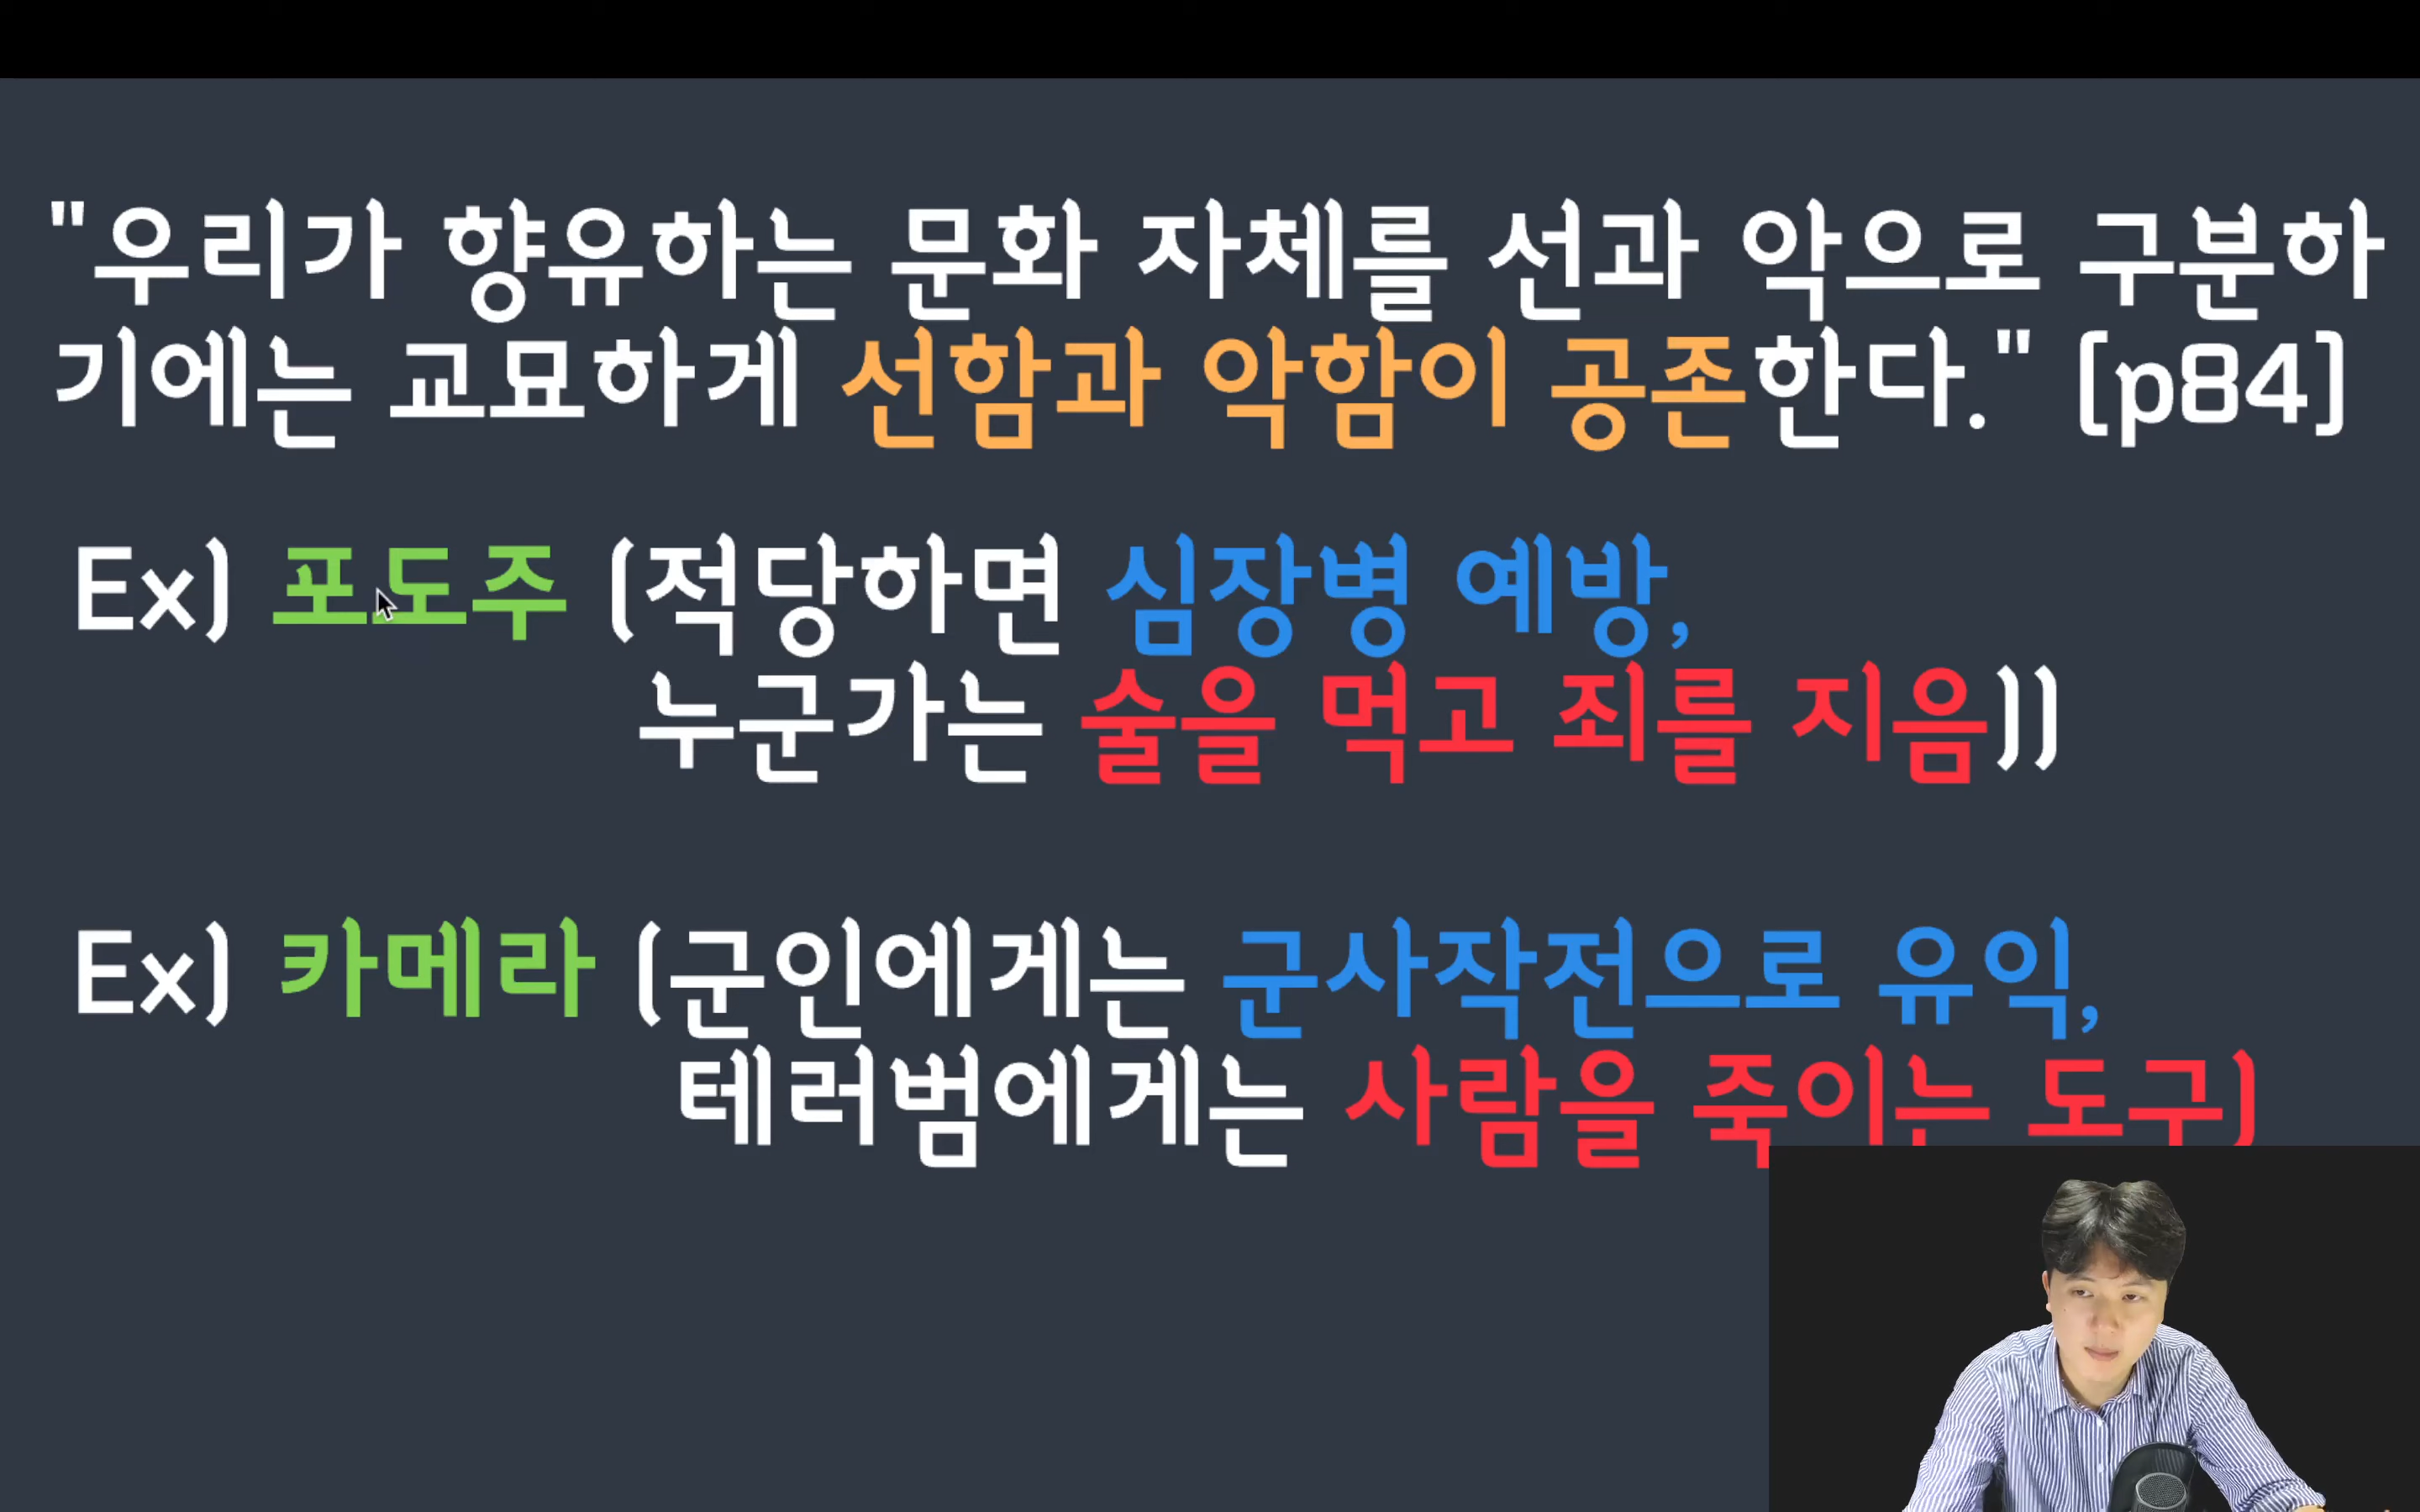 "우리가 향유하는 문화 자체를 선과 악으로 구분하
기에는 교묘하게 선함과 악함이 공존한다." [p84]
Ex) 포도주 (적당하면 심장병 예방,
누군가는 술을 먹고 죄를 지음))
Ex) 카메라 (군인에게는 군사작전으로 유익,
테러범에게는 사람을 죽이는 도구)